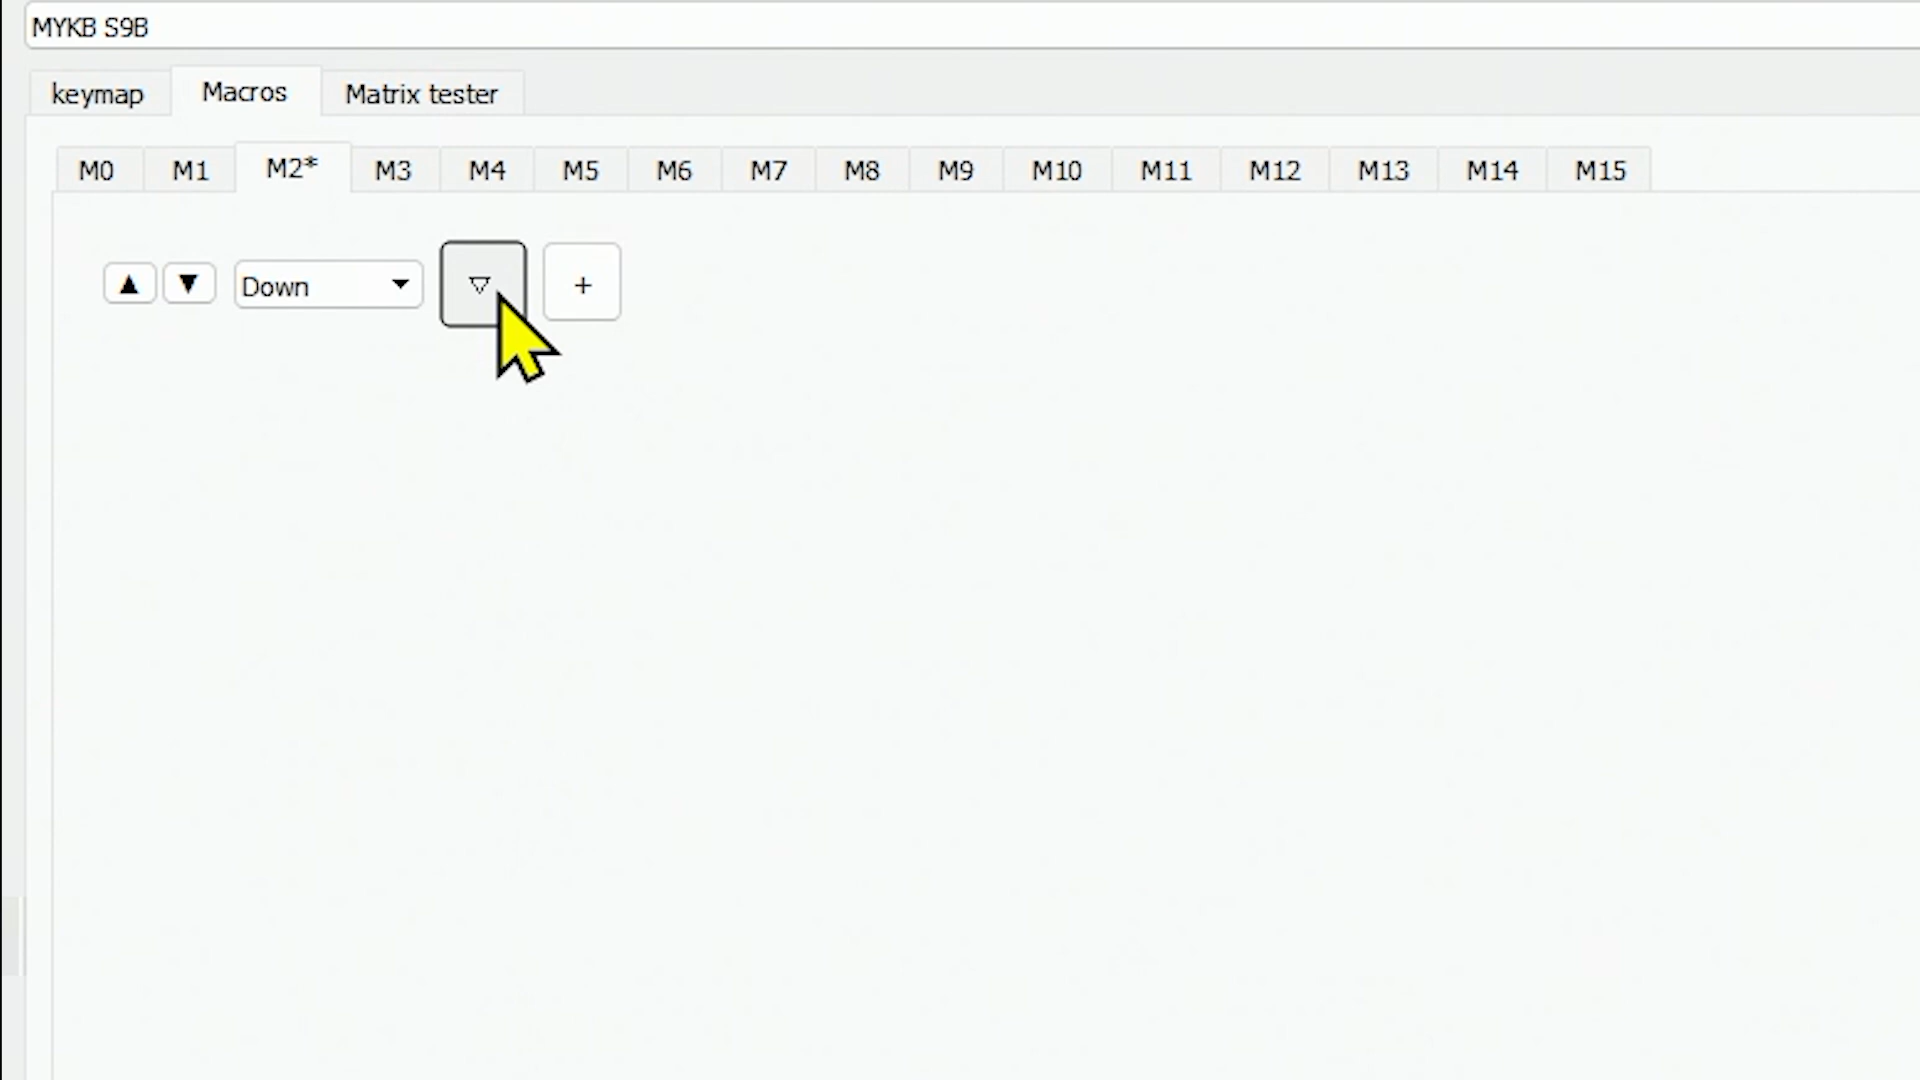 MYKB S9B
keymap Macros Matrix tester
M0 M1 M2* M3 M4 M5 M6 M7 M8 M9 M10 M11 M12 M13 M14 M15
▲ ▼ Down ▽ +